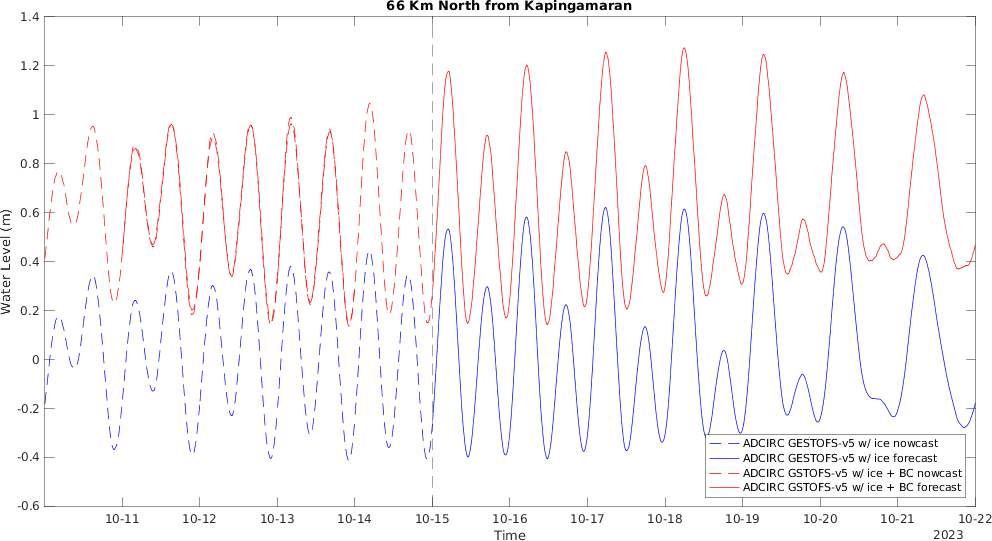 66 Km North from Kapingamaran
Water Level (m)
1.4
1.2
1
0.8
0.6
0.4
0.2
0
-0.2
-0.4
-0.6
ADCIRC GESTOFS-v5 w/ ice nowcast
ADCIRC GESTOFS-v5 w/ ice forecast
ADCIRC GSTOFS-v5 w/ ice + BC nowcast
ADCIRC GSTOFS-v5 w/ ice + BC forecast
10-11 10-12 10-13 10-14 10-15 10-16 10-17 10-18 10-19 10-20 10-21 10-22
Time
2023